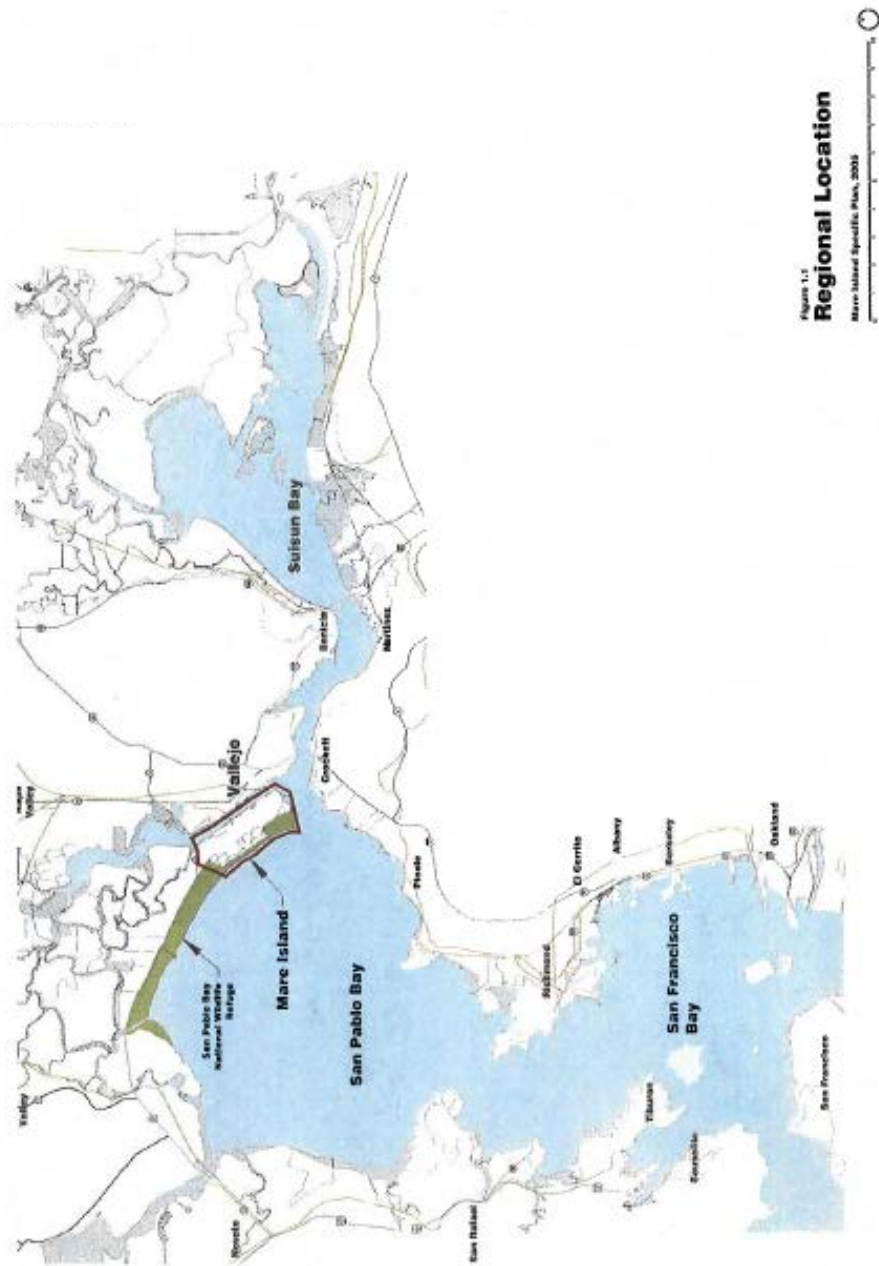 Figure 1.1
Regional Location
Mare Island Specific Plan, 2005
Valley
Valley
Vallejo
Novato
San Pablo Bay
National Wildlife
Refuge
Mare Island
San Pablo Bay
Suisun Bay
Benicia
Martinez
Crockett
Pinole
San Rafael
Richmond
El Cerrito
Albany
Berkeley
Oakland
San Francisco
Bay
Tiburon
Sausalito
San Francisco